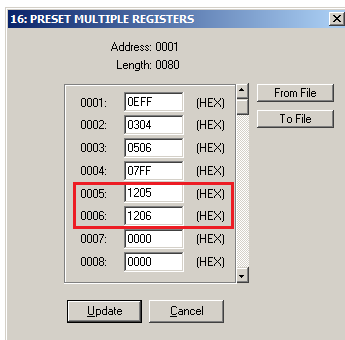 16: PRESET MULTIPLE REGISTERS
Address: 0001
Length: 0080
0001: 0EFF (HEX)
0002: 0304 (HEX)
0003: 0506 (HEX)
0004: 07FF (HEX)
0005: 1205 (HEX)
0006: 1206 (HEX)
0007: 0000 (HEX)
0008: 0000 (HEX)
From File
To File
Update Cancel